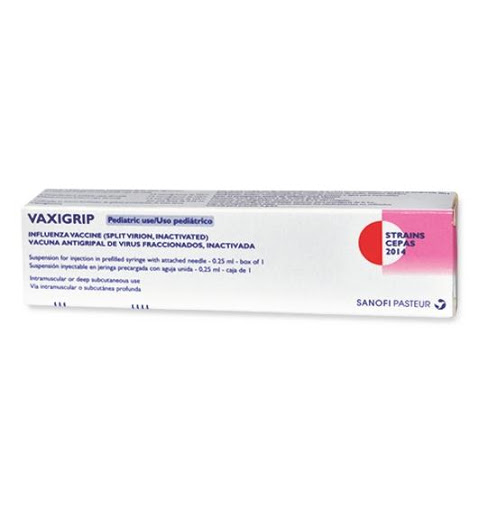 VAXIGRIP Pediatric use/Uso pediátrico
INFLUENZA VACCINE (SPLIT VIRION, INACTIVATED)
VACUNA ANTIGRIPAL DE VIRUS FRACCIONADOS, INACTIVADA
Suspension for injection in prefilled syringe with attached needle - 0.25 ml - box of 1
Suspensión inyectable en jeringa precargada con aguja unida - 0,25 ml - caja de 1
Intramuscular or deep subcutaneous use
Vía intramuscular o subcutánea profunda
STRAINS
CEPAS
2014
SANOFI PASTEUR